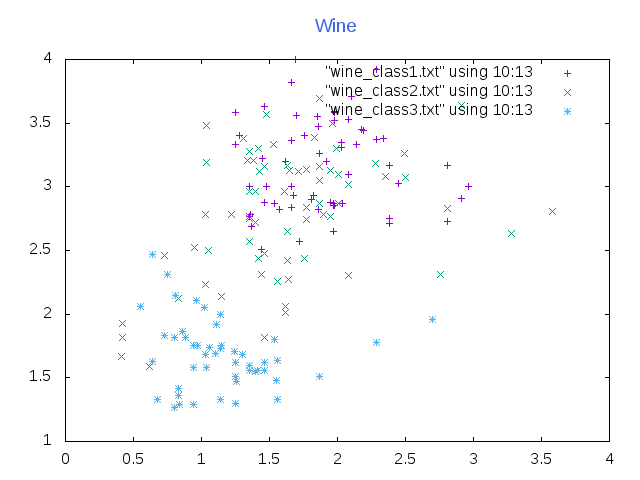 Wine
4
3.5
3
2.5
2
1.5
1
"wine_class1.txt" using 10:13
"wine_class2.txt" using 10:13
"wine_class3.txt" using 10:13
0 0.5 1 1.5 2 2.5 3 3.5 4